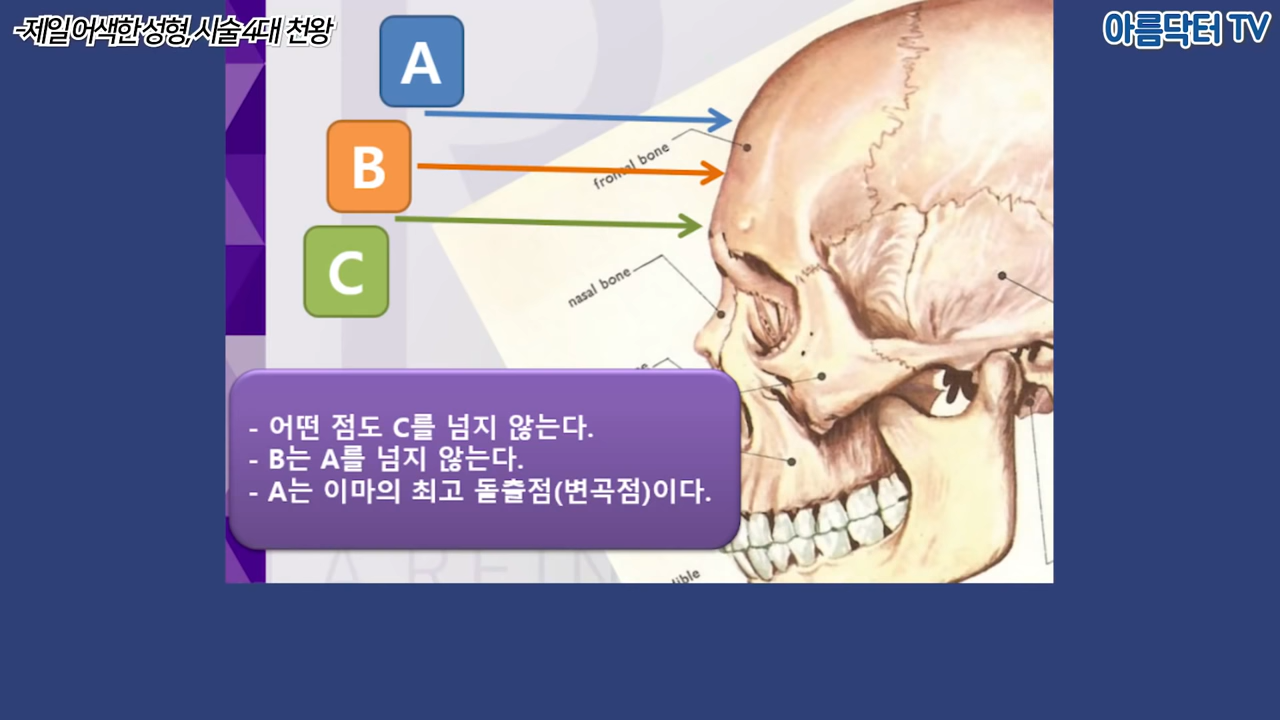 -제일 어색한 성형, 시술 4대 천왕
아름닥터 TV
A
B
C
frontal bone
nasal bone
- 어떤 점도 C를 넘지 않는다.
- B는 A를 넘지 않는다.
- A는 이마의 최고 돌츨점(변곡점)이다.